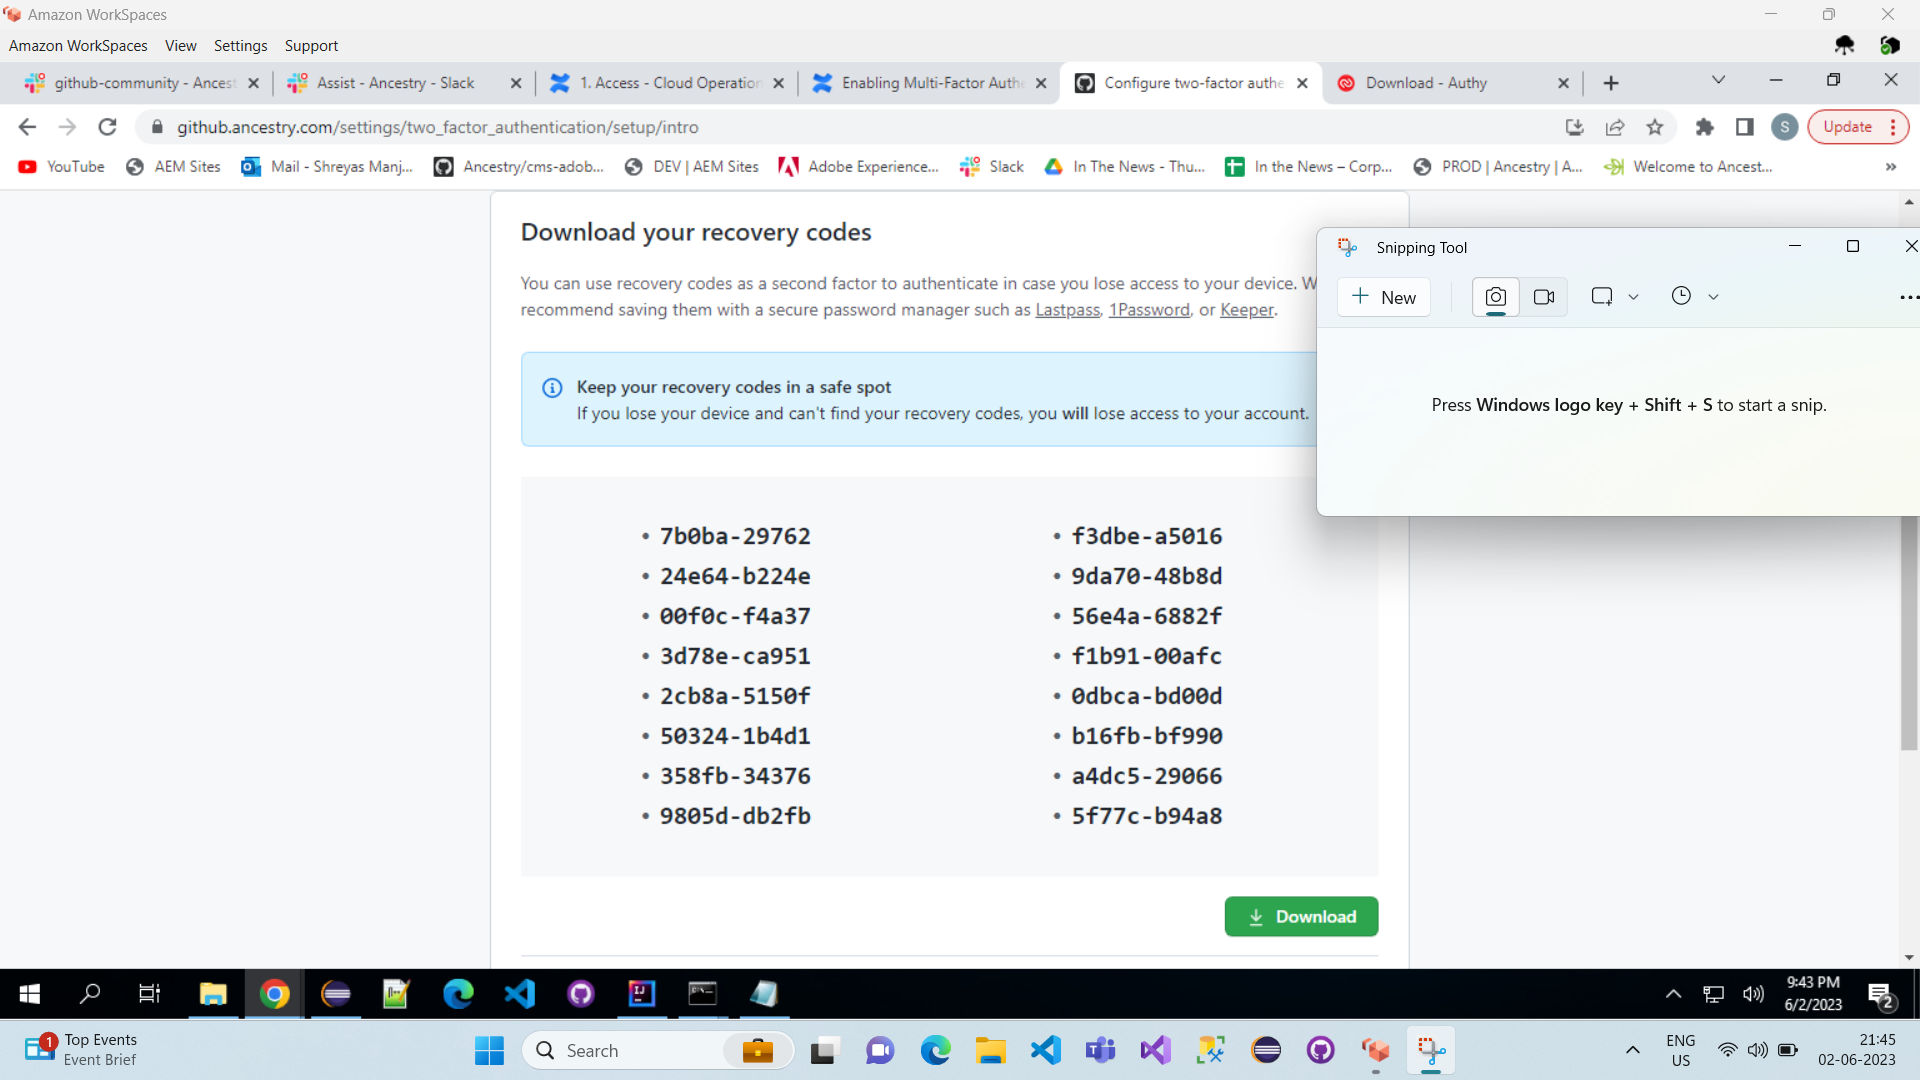 Amazon WorkSpaces
Amazon WorkSpaces View Settings Support
github-community - Ancest Assist - Ancestry - Slack 1. Access - Cloud Operation Enabling Multi-Factor Authe Configure two-factor authe Download - Authy
github.ancestry.com/settings/two_factor_authentication/setup/intro S Update
YouTube AEM Sites Mail - Shreyas Manj... Ancestry/cms-adob... DEV | AEM Sites Adobe Experience... Slack In The News - Thu... In the News – Corp... PROD | Ancestry | A... Welcome to Ancest... »
Download your recovery codes
You can use recovery codes as a second factor to authenticate in case you lose access to your device. W
recommend saving them with a secure password manager such as Lastpass, 1Password, or Keeper.
Keep your recovery codes in a safe spot
If you lose your device and can't find your recovery codes, you will lose access to your account.
Snipping Tool
New
Press Windows logo key + Shift + S to start a snip.
• 7b0ba-29762
• 24e64-b224e
• 00f0c-f4a37
• 3d78e-ca951
• 2cb8a-5150f
• 50324-1b4d1
• 358fb-34376
• 9805d-db2fb
• f3dbe-a5016
• 9da70-48b8d
• 56e4a-6882f
• f1b91-00afc
• 0dbca-bd00d
• b16fb-bf990
• a4dc5-29066
• 5f77c-b94a8
Download
9:43 PM
6/2/2023
2
1
Top Events
Event Brief
Search
ENG
US
21:45
02-06-2023